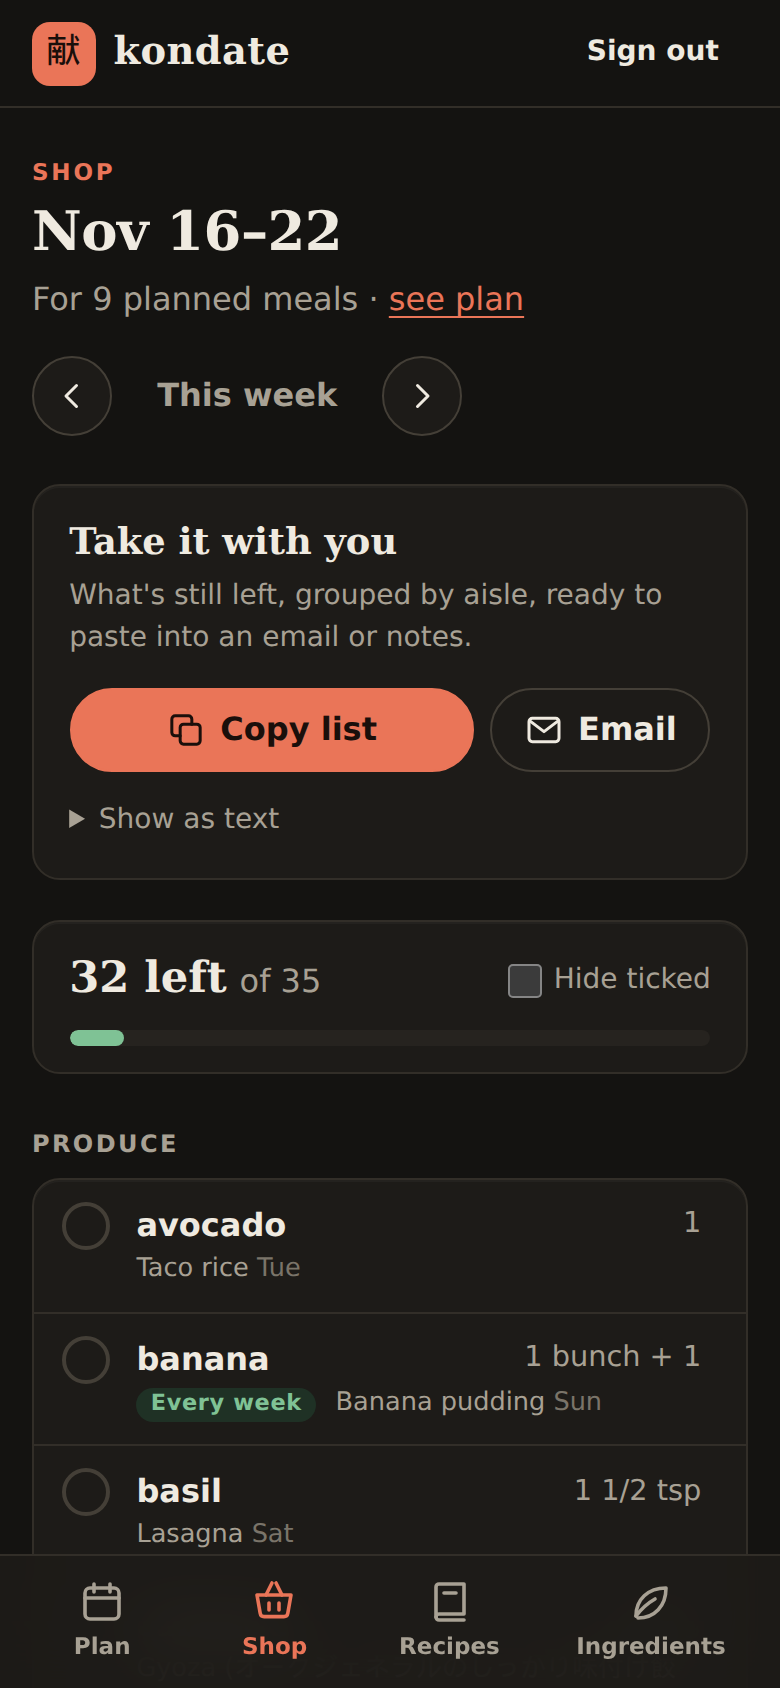 献 kondate
Sign out
SHOP
Nov 16–22
For 9 planned meals · see plan
This week
Take it with you
What's still left, grouped by aisle, ready to
paste into an email or notes.
Copy list
Email
Show as text
32 left of 35
Hide ticked
PRODUCE
avocado 1
Taco rice Tue
banana 1 bunch + 1
Every week Banana pudding Sun
basil 1 1/2 tsp
Lasagna Sat
Plan Shop Recipes Ingredients